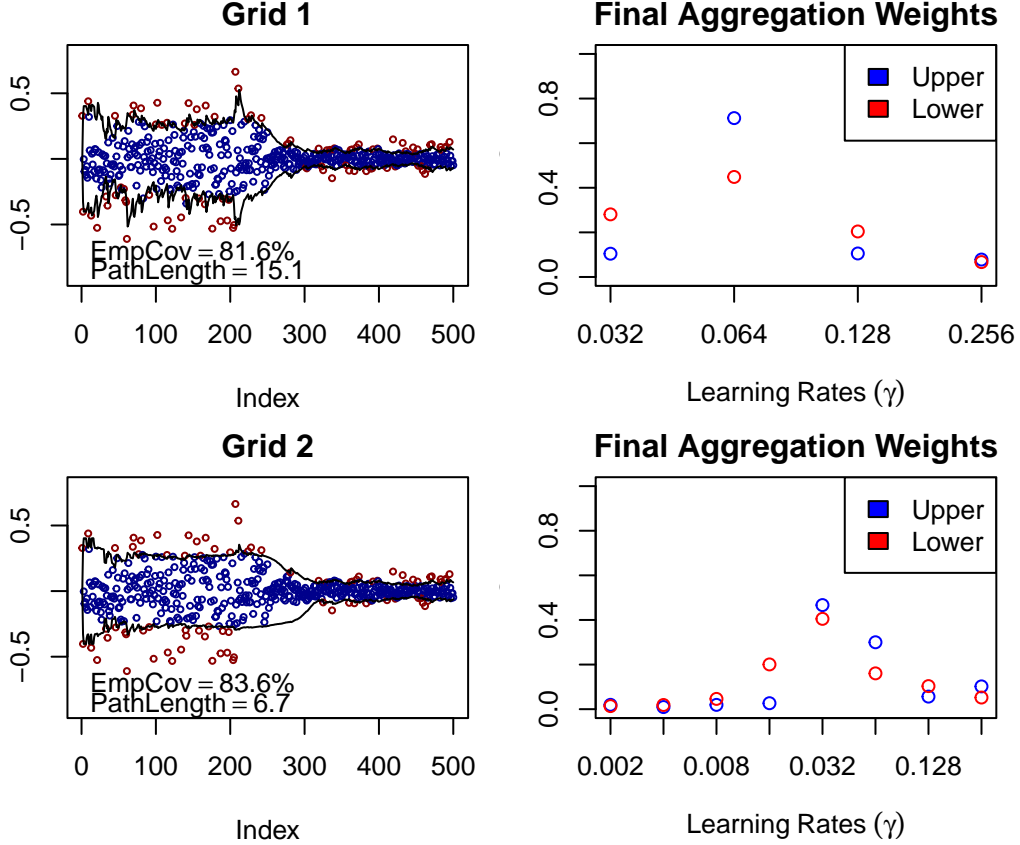 Grid 1
0.5
−0.5
EmpCov = 81.6%
PathLength = 15.1
0 100 200 300 400 500
Index
Final Aggregation Weights
Upper
Lower
0.8
0.4
0.0
0.032 0.064 0.128 0.256
Learning Rates (γ)
Grid 2
0.5
−0.5
EmpCov = 83.6%
PathLength = 6.7
0 100 200 300 400 500
Index
Final Aggregation Weights
Upper
Lower
0.8
0.4
0.0
0.002 0.008 0.032 0.128
Learning Rates (γ)